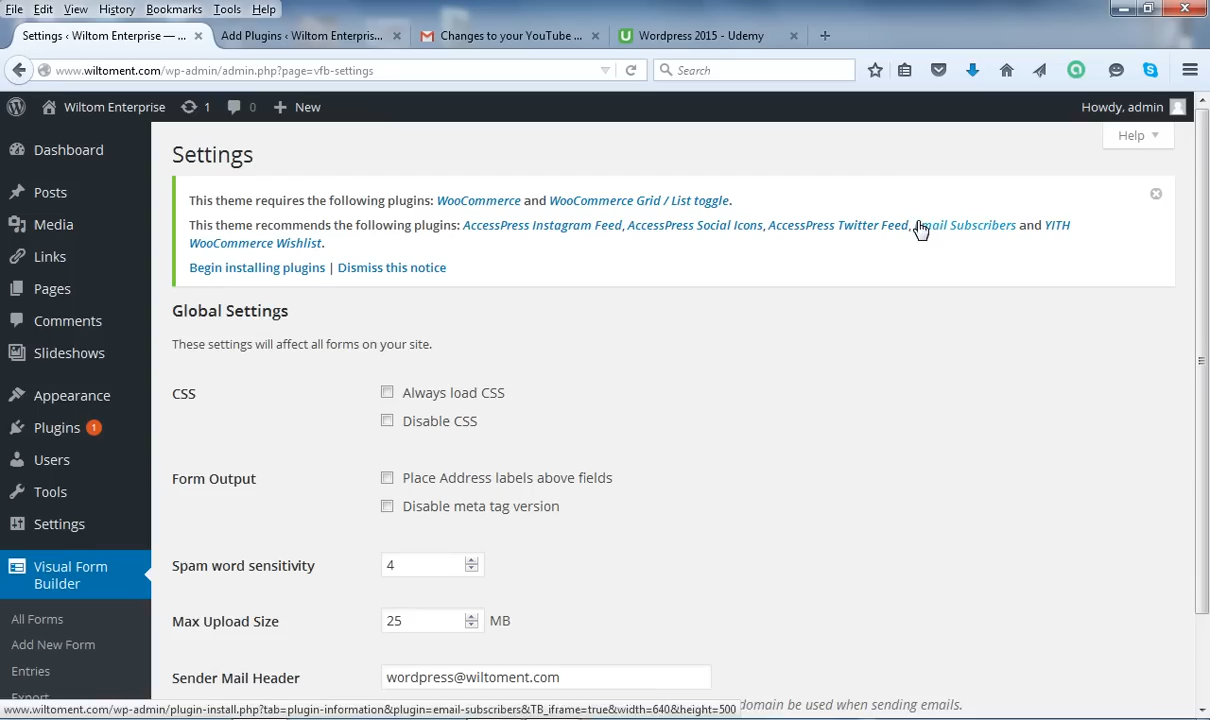 File Edit View History Bookmarks Tools Help
Settings ‹ Wiltom Enterprise — ... × Add Plugins ‹ Wiltom Enterpris... × Changes to your YouTube ... × Wordpress 2015 - Udemy × +
www.wiltoment.com/wp-admin/admin.php?page=vfb-settings Search
Wiltom Enterprise 1 0 + New Howdy, admin
Help
Dashboard
Posts
Media
Links
Pages
Comments
Slideshows
Appearance
Plugins 1
Users
Tools
Settings
Visual Form
Builder
All Forms
Add New Form
Entries
Export
Settings
This theme requires the following plugins: WooCommerce and WooCommerce Grid / List toggle.
This theme recommends the following plugins: AccessPress Instagram Feed, AccessPress Social Icons, AccessPress Twitter Feed, Email Subscribers and YITH
WooCommerce Wishlist.
Begin installing plugins | Dismiss this notice
Global Settings
These settings will affect all forms on your site.
CSS Always load CSS
Disable CSS
Form Output Place Address labels above fields
Disable meta tag version
Spam word sensitivity 4
Max Upload Size 25 MB
Sender Mail Header wordpress@wiltoment.com
domain be used when sending emails.
www.wiltoment.com/wp-admin/plugin-install.php?tab=plugin-information&plugin=email-subscribers&TB_iframe=true&width=640&height=500